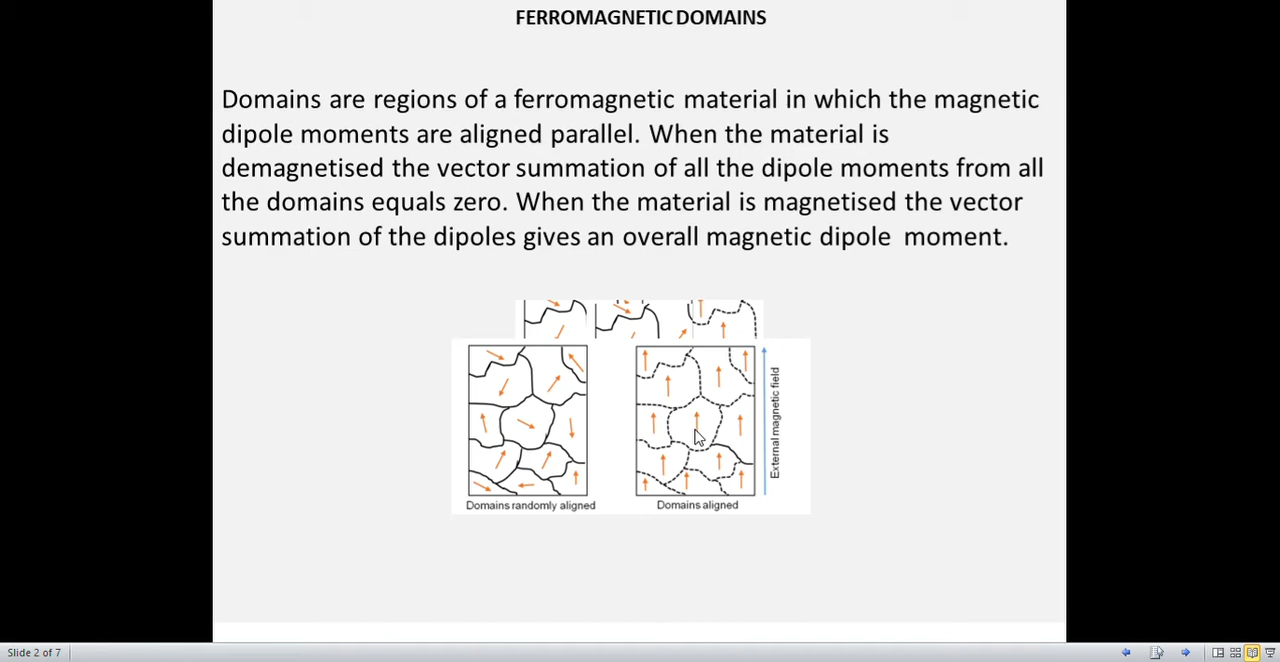 FERROMAGNETIC DOMAINS
Domains are regions of a ferromagnetic material in which the magnetic
dipole moments are aligned parallel. When the material is
demagnetised the vector summation of all the dipole moments from all
the domains equals zero. When the material is magnetised the vector
summation of the dipoles gives an overall magnetic dipole moment.
External magnetic field
Domains randomly aligned
Domains aligned
Slide 2 of 7